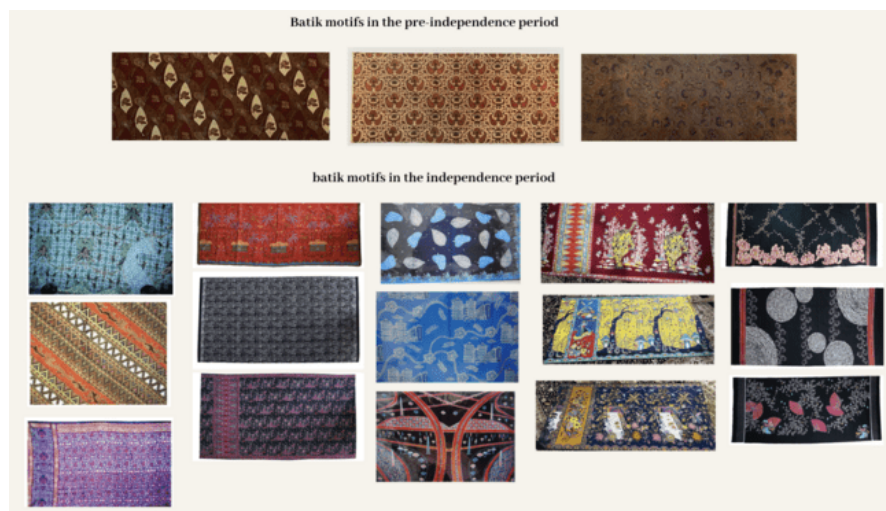 Batik motifs in the pre-independence period
batik motifs in the independence period